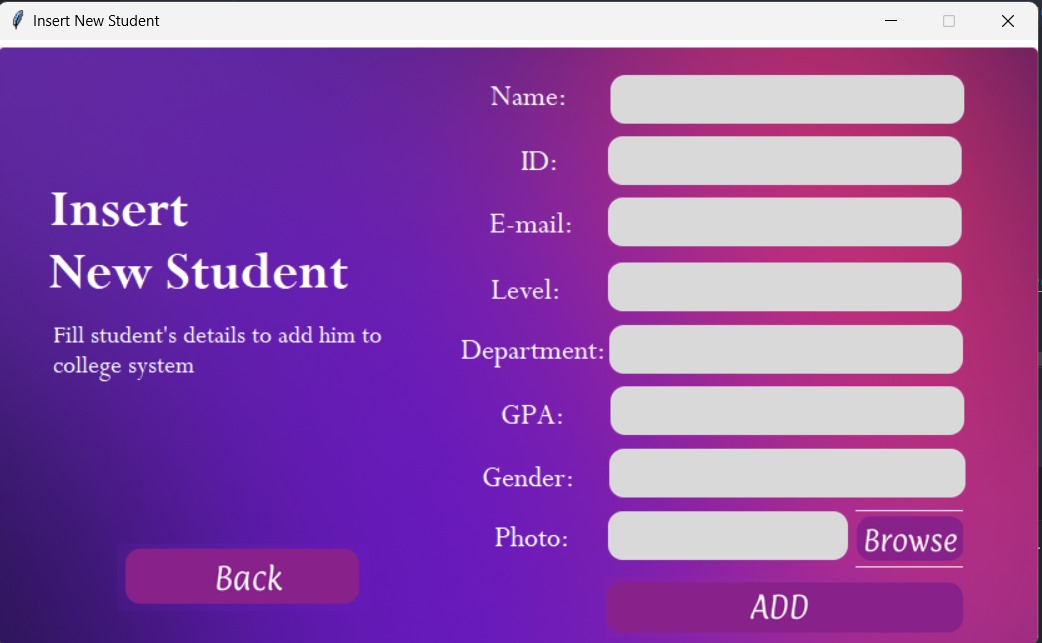 Insert New Student
Insert
New Student
Fill student's details to add him to
college system
Back
Name:
ID:
E-mail:
Level:
Department:
GPA:
Gender:
Photo:
Browse
ADD